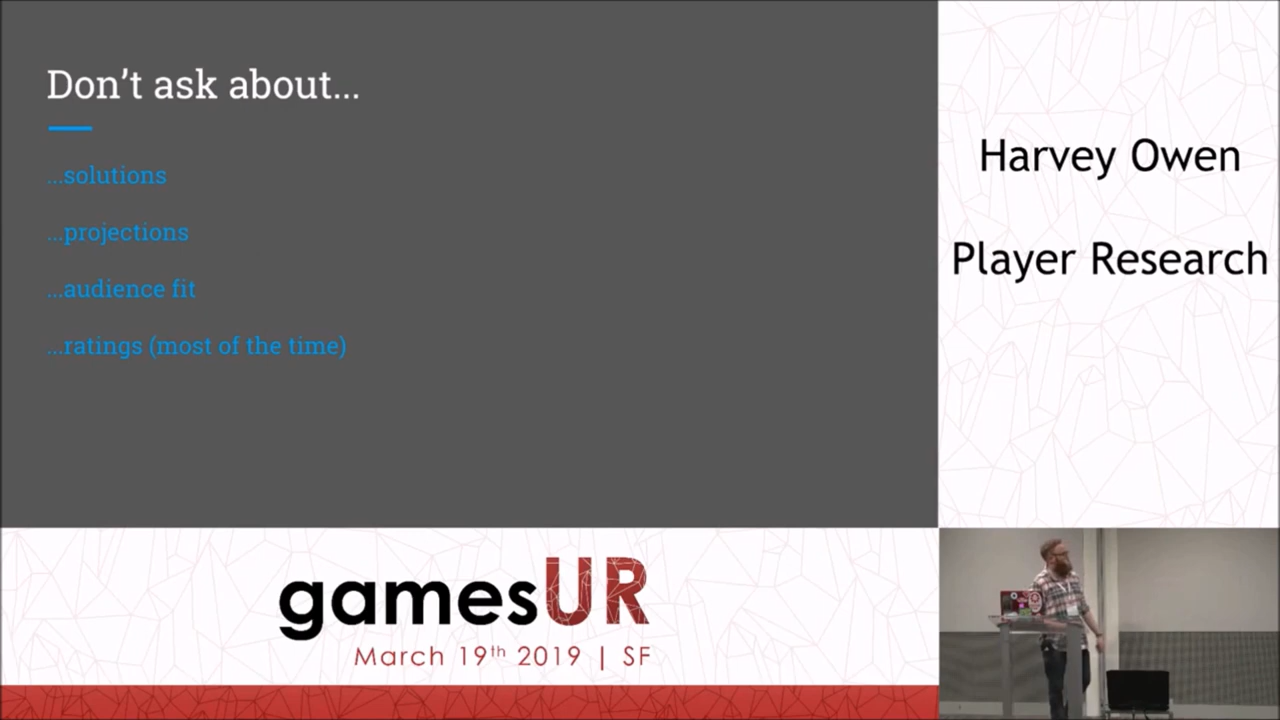 Don't ask about...
...solutions
...projections
...audience fit
...ratings (most of the time)
Harvey Owen
Player Research
gamesUR
March 19th 2019 | SF